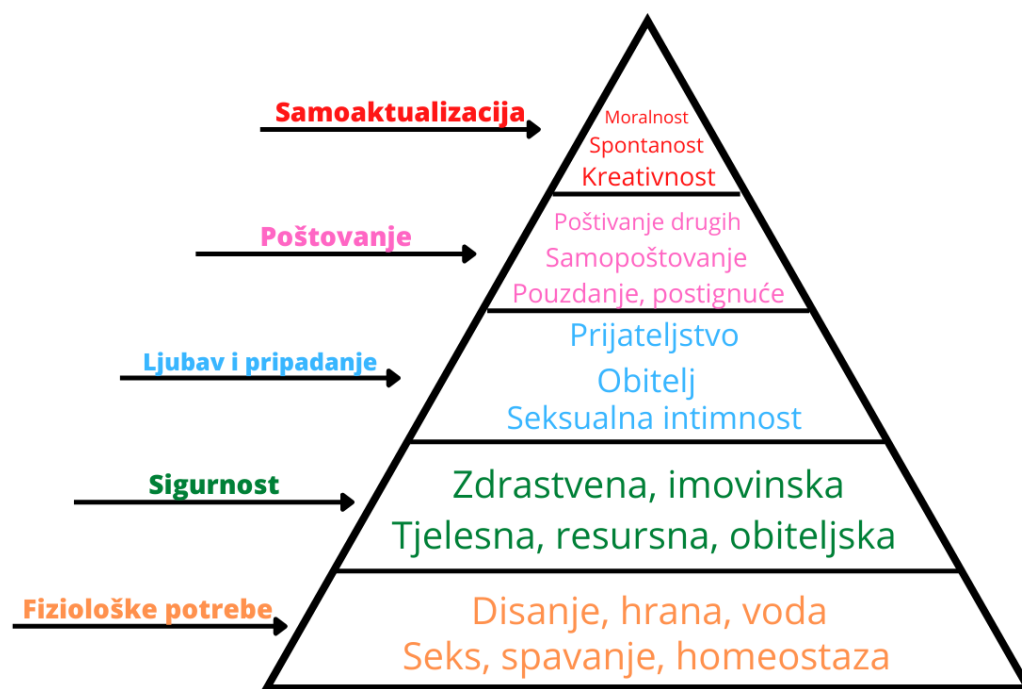 Samoaktualizacija
Moralnost
Spontanost
Kreativnost
Poštovanje
Poštivanje drugih
Samopoštovanje
Pouzdanje, postignuće
Ljubav i pripadanje
Prijateljstvo
Obitelj
Seksualna intimnost
Sigurnost
Zdrastvena, imovinska
Tjelesna, resursna, obiteljska
Fiziološke potrebe
Disanje, hrana, voda
Seks, spavanje, homeostaza